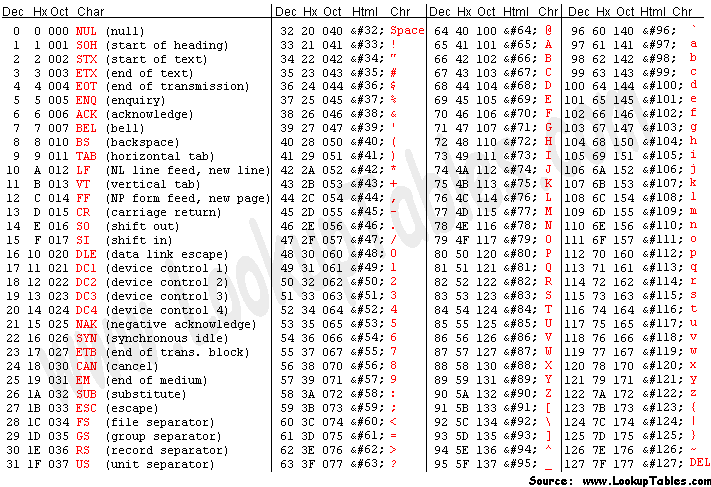 Dec Hx Oct Char Dec Hx Oct Html Chr Dec Hx Oct Html Chr Dec Hx Oct Html Chr
0 0 000 NUL (null) 32 20 040 &#32; Space 64 40 100 &#64; @ 96 60 140 &#96; `
1 1 001 SOH (start of heading) 33 21 041 &#33; ! 65 41 101 &#65; A 97 61 141 &#97; a
2 2 002 STX (start of text) 34 22 042 &#34; " 66 42 102 &#66; B 98 62 142 &#98; b
3 3 003 ETX (end of text) 35 23 043 &#35; # 67 43 103 &#67; C 99 63 143 &#99; c
4 4 004 EOT (end of transmission) 36 24 044 &#36; $ 68 44 104 &#68; D 100 64 144 &#100; d
5 5 005 ENQ (enquiry) 37 25 045 &#37; % 69 45 105 &#69; E 101 65 145 &#101; e
6 6 006 ACK (acknowledge) 38 26 046 &#38; & 70 46 106 &#70; F 102 66 146 &#102; f
7 7 007 BEL (bell) 39 27 047 &#39; ' 71 47 107 &#71; G 103 67 147 &#103; g
8 8 010 BS (backspace) 40 28 050 &#40; ( 72 48 110 &#72; H 104 68 150 &#104; h
9 9 011 TAB (horizontal tab) 41 29 051 &#41; ) 73 49 111 &#73; I 105 69 151 &#105; i
10 A 012 LF (NL line feed, new line) 42 2A 052 &#42; * 74 4A 112 &#74; J 106 6A 152 &#106; j
11 B 013 VT (vertical tab) 43 2B 053 &#43; + 75 4B 113 &#75; K 107 6B 153 &#107; k
12 C 014 FF (NP form feed, new page) 44 2C 054 &#44; , 76 4C 114 &#76; L 108 6C 154 &#108; l
13 D 015 CR (carriage return) 45 2D 055 &#45; - 77 4D 115 &#77; M 109 6D 155 &#109; m
14 E 016 SO (shift out) 46 2E 056 &#46; . 78 4E 116 &#78; N 110 6E 156 &#110; n
15 F 017 SI (shift in) 47 2F 057 &#47; / 79 4F 117 &#79; O 111 6F 157 &#111; o
16 10 020 DLE (data link escape) 48 30 060 &#48; 0 80 50 120 &#80; P 112 70 160 &#112; p
17 11 021 DC1 (device control 1) 49 31 061 &#49; 1 81 51 121 &#81; Q 113 71 161 &#113; q
18 12 022 DC2 (device control 2) 50 32 062 &#50; 2 82 52 122 &#82; R 114 72 162 &#114; r
19 13 023 DC3 (device control 3) 51 33 063 &#51; 3 83 53 123 &#83; S 115 73 163 &#115; s
20 14 024 DC4 (device control 4) 52 34 064 &#52; 4 84 54 124 &#84; T 116 74 164 &#116; t
21 15 025 NAK (negative acknowledge) 53 35 065 &#53; 5 85 55 125 &#85; U 117 75 165 &#117; u
22 16 026 SYN (synchronous idle) 54 36 066 &#54; 6 86 56 126 &#86; V 118 76 166 &#118; v
23 17 027 ETB (end of trans. block) 55 37 067 &#55; 7 87 57 127 &#87; W 119 77 167 &#119; w
24 18 030 CAN (cancel) 56 38 070 &#56; 8 88 58 130 &#88; X 120 78 170 &#120; x
25 19 031 EM (end of medium) 57 39 071 &#57; 9 89 59 131 &#89; Y 121 79 171 &#121; y
26 1A 032 SUB (substitute) 58 3A 072 &#58; : 90 5A 132 &#90; Z 122 7A 172 &#122; z
27 1B 033 ESC (escape) 59 3B 073 &#59; ; 91 5B 133 &#91; [ 123 7B 173 &#123; {
28 1C 034 FS (file separator) 60 3C 074 &#60; < 92 5C 134 &#92; \ 124 7C 174 &#124; |
29 1D 035 GS (group separator) 61 3D 075 &#61; = 93 5D 135 &#93; ] 125 7D 175 &#125; }
30 1E 036 RS (record separator) 62 3E 076 &#62; > 94 5E 136 &#94; ^ 126 7E 176 &#126; ~
31 1F 037 US (unit separator) 63 3F 077 &#63; ? 95 5F 137 &#95; _ 127 7F 177 &#127; DEL
Source: www.LookupTables.com
www.LookupTables.com